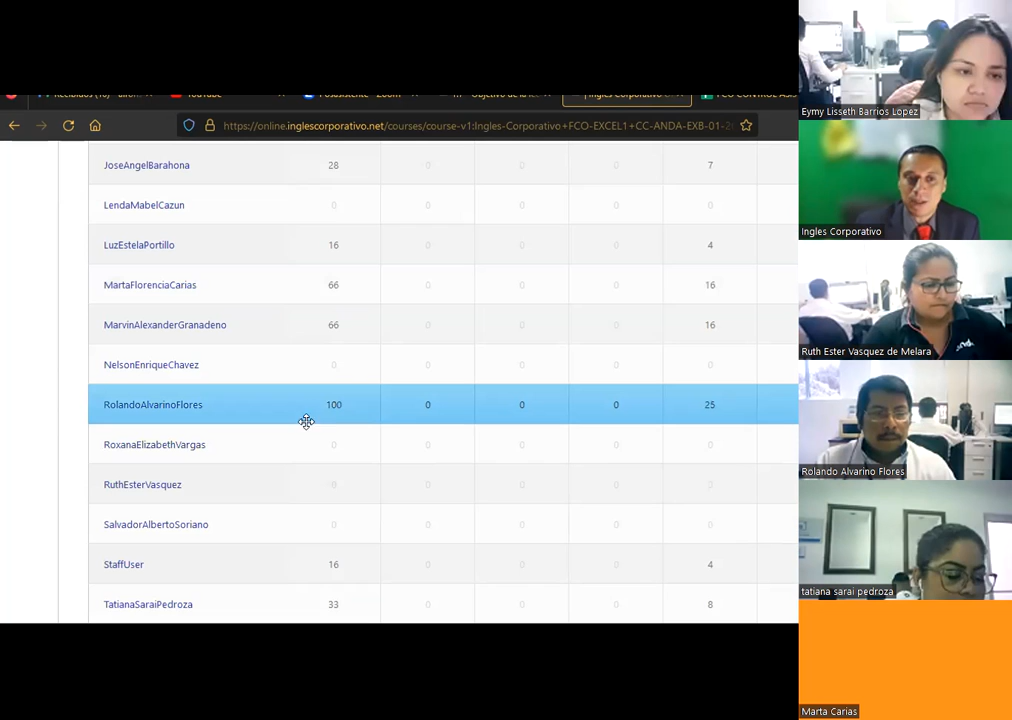 YouTube
https://online.inglescorporativo.net/courses/course-v1:Ingles-Corporativo+FCO-EXCEL1+CC-ANDA-EXB-01-2
JoseAngelBarahona 28 0 0 0 7
LendaMabelCazun 0 0 0 0 0
LuzEstelaPortillo 16 0 0 0 4
MartaFlorenciaCarias 66 0 0 0 16
MarvinAlexanderGranadeno 66 0 0 0 16
NelsonEnriqueChavez 0 0 0 0 0
RolandoAlvarinoFlores 100 0 0 0 25
RoxanaElizabethVargas 0 0 0 0 0
RuthEsterVasquez 0 0 0
SalvadorAlbertoSoriano 0 0 0 0 0
StaffUser 16 0 0 0 4
TatianaSaraiPedroza 33 0 0 0 8
Eymy Lisseth Barrios Lopez
Ingles Corporativo
Ruth Ester Vasquez de Melara
Rolando Alvarino Flores
tatiana sarai pedroza
Marta Carias